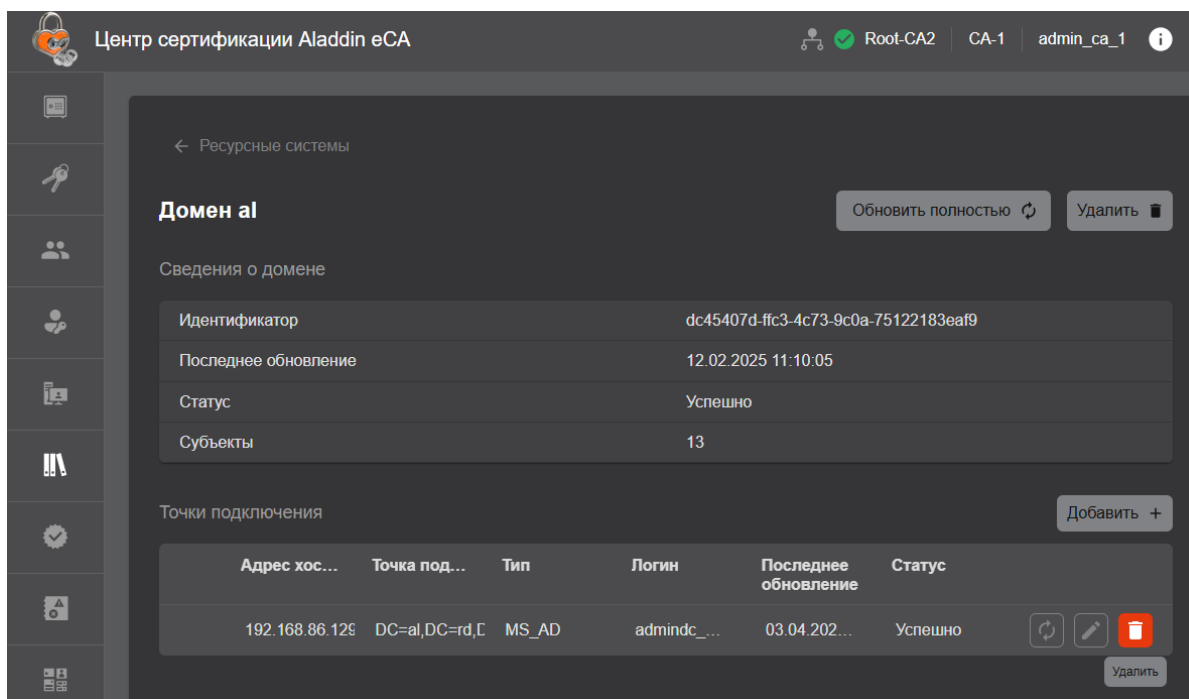 Центр сертификации Aladdin eCA Root-CA2 CA-1 admin_ca_1 i
← Ресурсные системы
Домен al Обновить полностью Удалить
Сведения о домене
Идентификатор dc45407d-ffc3-4c73-9c0a-75122183eaf9
Последнее обновление 12.02.2025 11:10:05
Статус Успешно
Субъекты 13
Точки подключения Добавить +
Адрес хос... Точка под... Тип Логин Последнее обновление Статус
192.168.86.129 DC=al,DC=rd,D MS_AD admindc_... 03.04.202... Успешно
Удалить